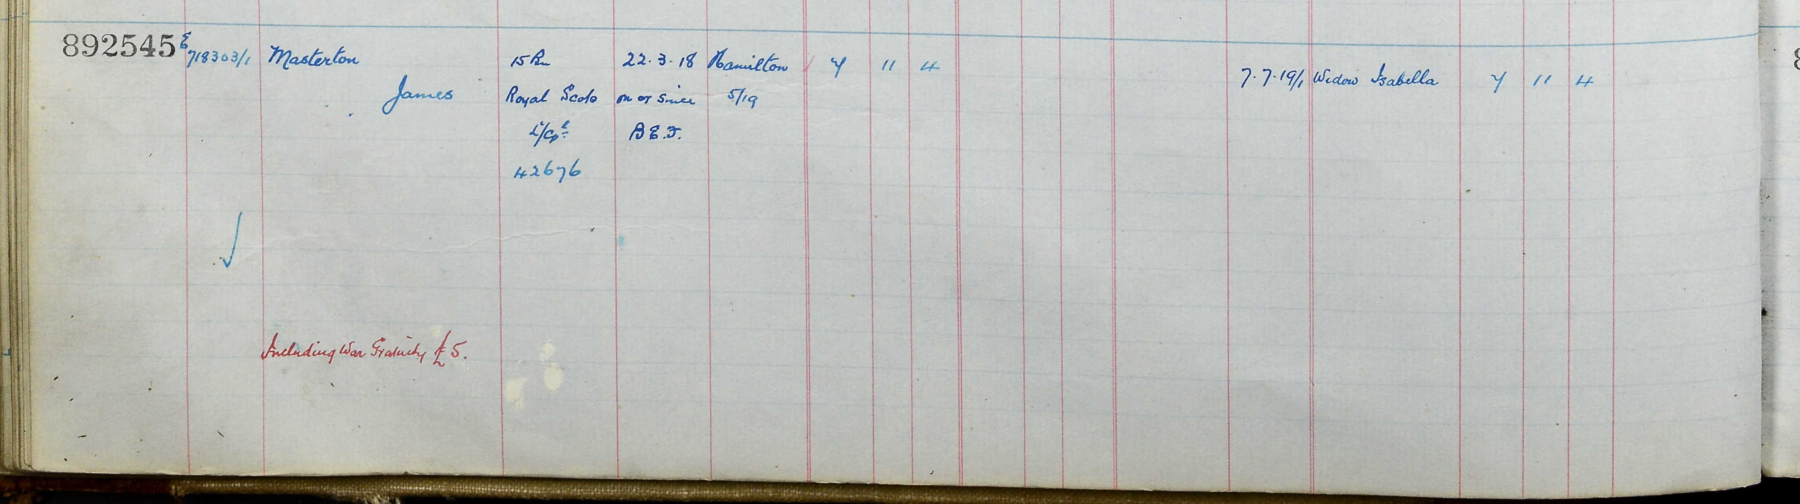 892545 E 718303/1 Masterton 15 Bn 22.3.18 Hamilton 7 11 4 7.7.19/1 Widow Isabella 7 11 4
James Royal Scots on or since 5/19
L/Cpl B.E.F.
42676
Including War Gratuity £5.